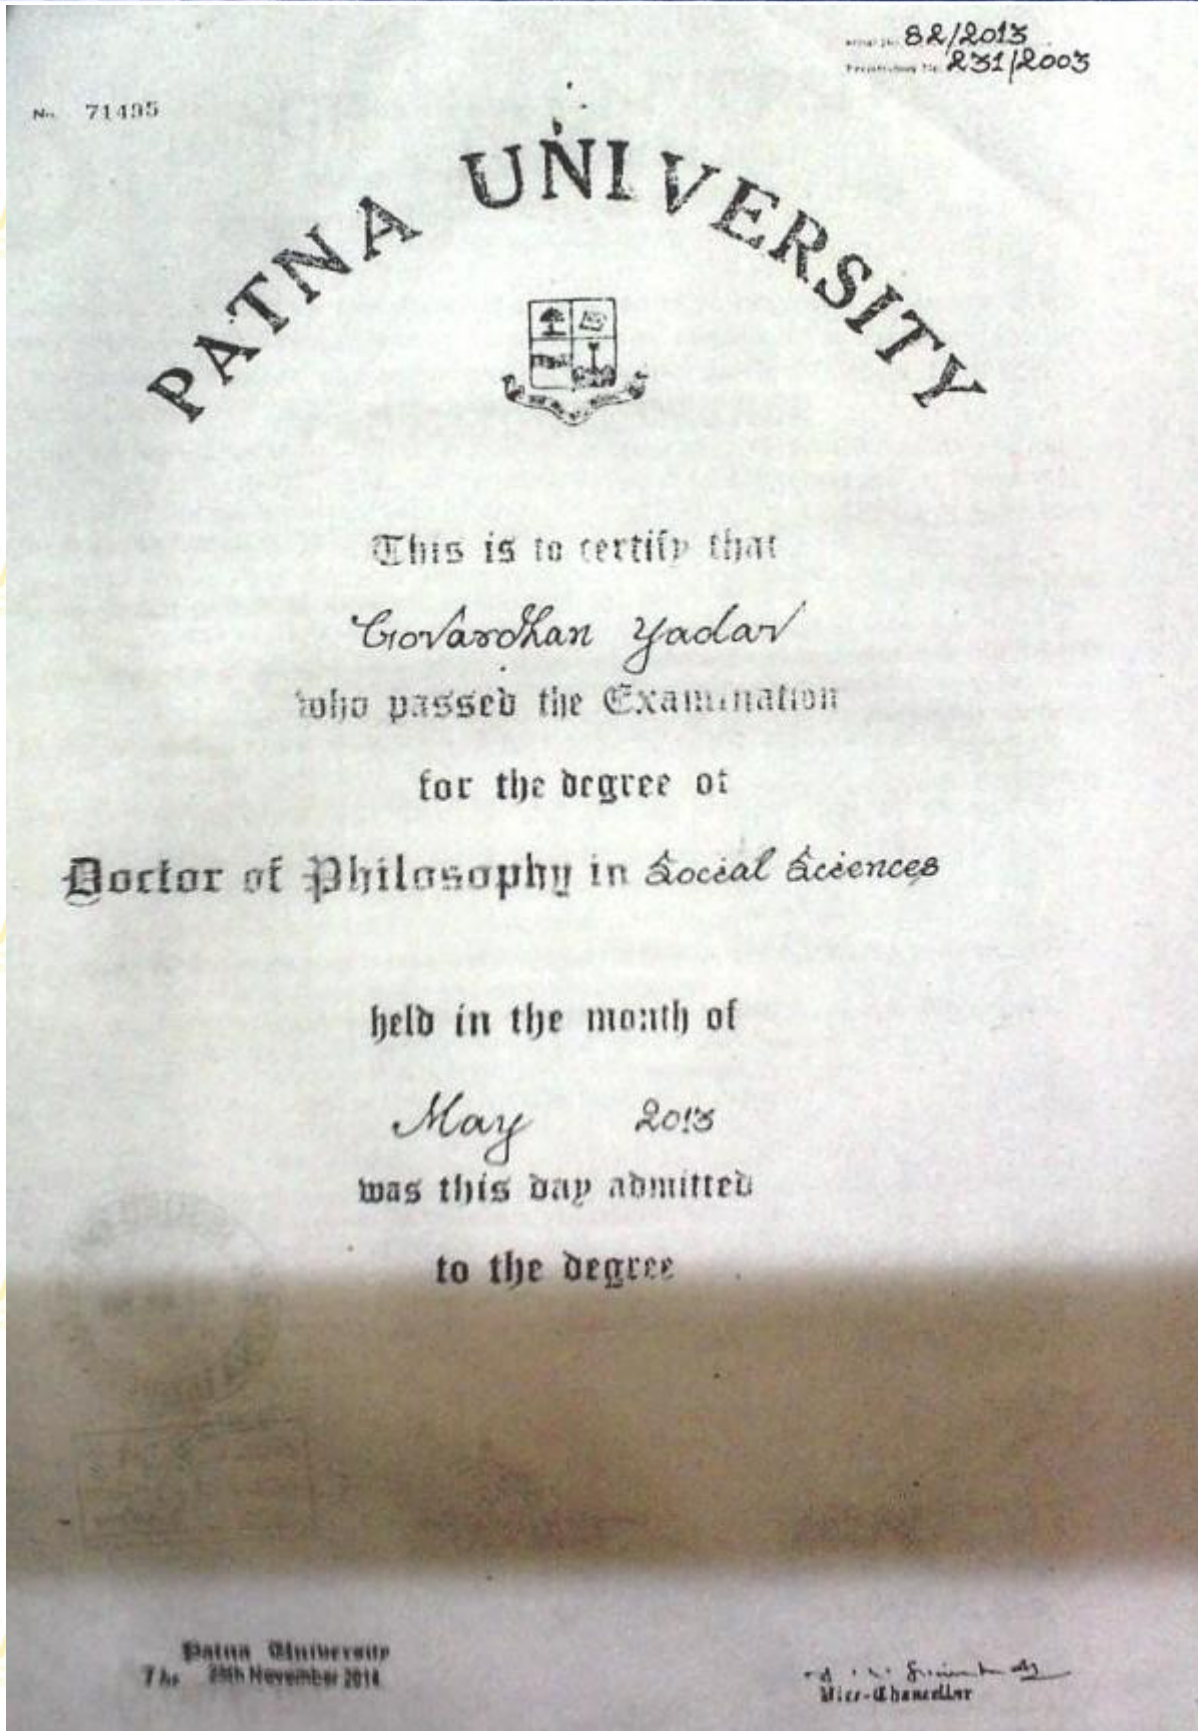 82/2013
231/2003
No. 71495
PATNA UNIVERSITY
This is to certify that
Govardhan Yadav
who passed the Examination
for the degree of
Doctor of Philosophy in Social Sciences
held in the month of
May 2013
was this day admitted
to the degree
Patna University
The November 2014
Vice-Chancellor